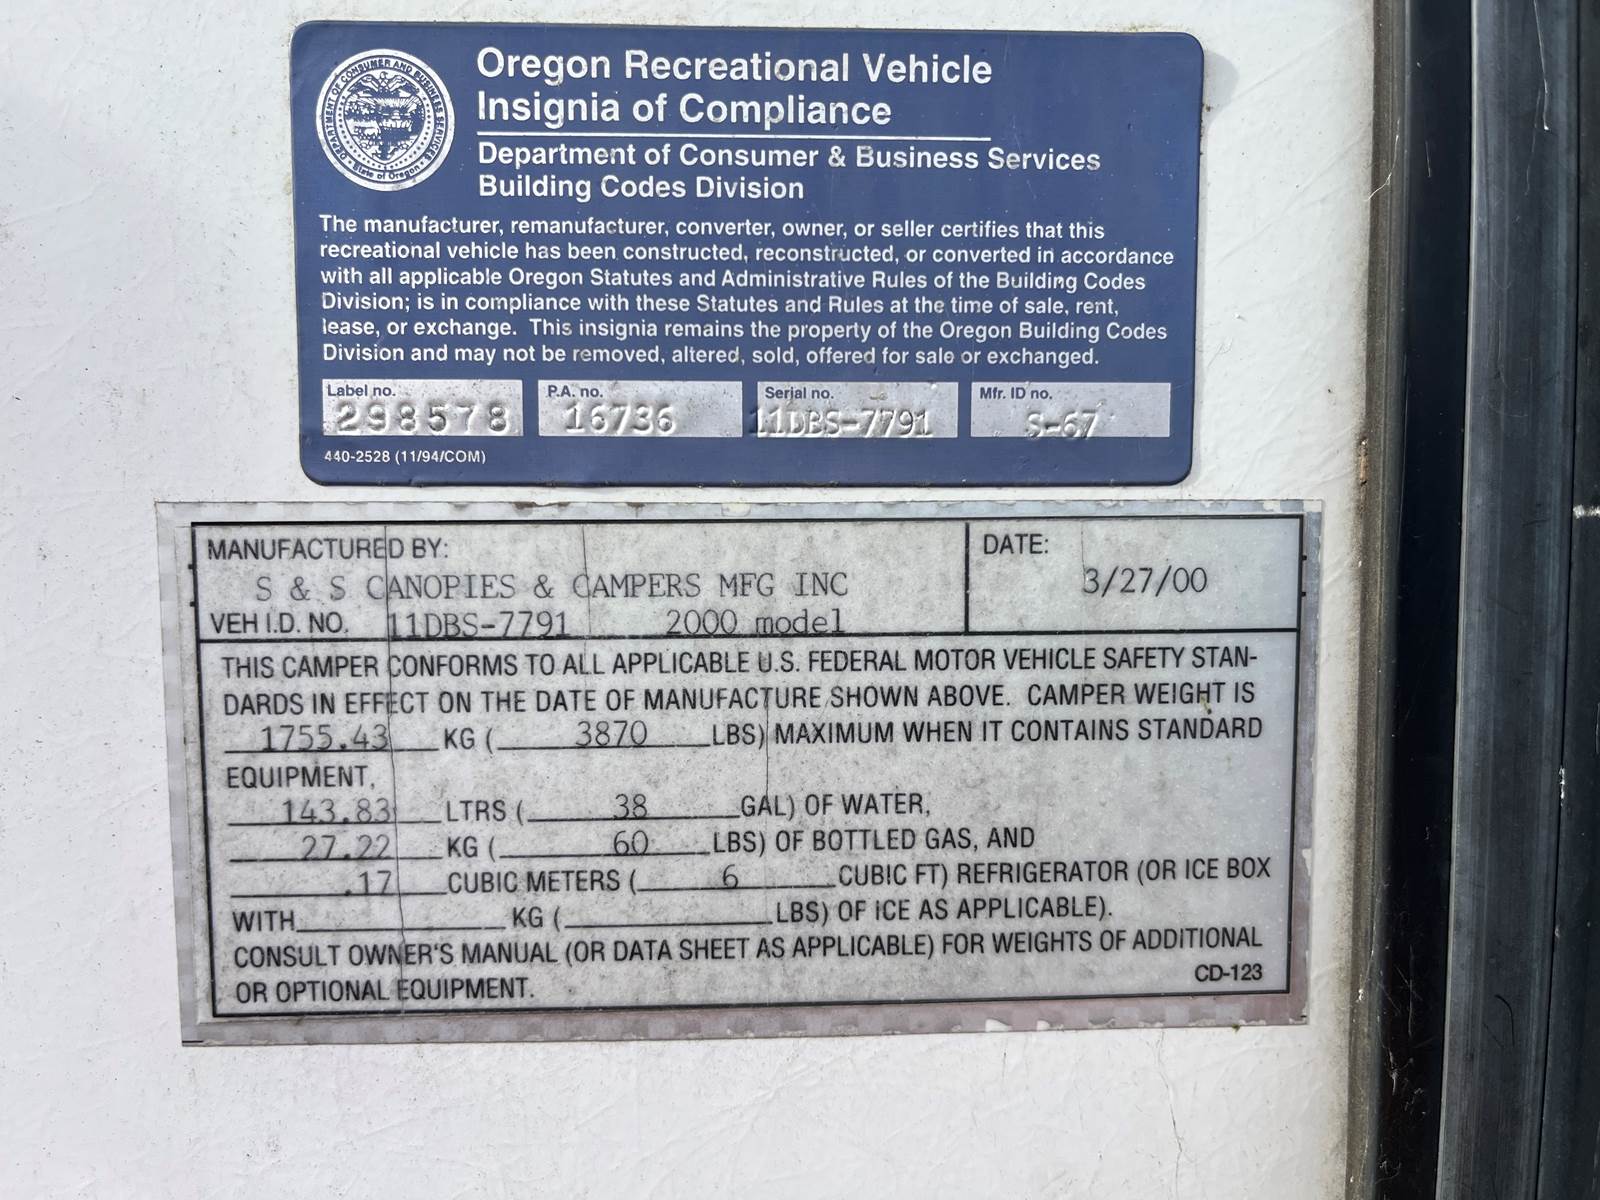 DEPARTMENT OF CONSUMER AND BUSINESS SERVICES
State of Oregon
Oregon Recreational Vehicle
Insignia of Compliance
Department of Consumer & Business Services
Building Codes Division
The manufacturer, remanufacturer, converter, owner, or seller certifies that this
recreational vehicle has been constructed, reconstructed, or converted in accordance
with all applicable Oregon Statutes and Administrative Rules of the Building Codes
Division; is in compliance with these Statutes and Rules at the time of sale, rent,
lease, or exchange. This insignia remains the property of the Oregon Building Codes
Division and may not be removed, altered, sold, offered for sale or exchanged.
Label no. P.A. no. Serial no. Mfr. ID no.
298578 16736 11DBS-7791 S-67
440-2528 (11/94/COM)
MANUFACTURED BY: DATE:
S & S CANOPIES & CAMPERS MFG INC 3/27/00
VEH I.D. NO. 11DBS-7791 2000 model
THIS CAMPER CONFORMS TO ALL APPLICABLE U.S. FEDERAL MOTOR VEHICLE SAFETY STAN-
DARDS IN EFFECT ON THE DATE OF MANUFACTURE SHOWN ABOVE. CAMPER WEIGHT IS
1755.43 KG ( 3870 LBS) MAXIMUM WHEN IT CONTAINS STANDARD
EQUIPMENT,
143.83 LTRS ( 38 GAL) OF WATER,
27.22 KG ( 60 LBS) OF BOTTLED GAS, AND
.17 CUBIC METERS ( 6 CUBIC FT) REFRIGERATOR (OR ICE BOX
WITH KG ( LBS) OF ICE AS APPLICABLE).
CONSULT OWNER'S MANUAL (OR DATA SHEET AS APPLICABLE) FOR WEIGHTS OF ADDITIONAL
OR OPTIONAL EQUIPMENT. CD-123